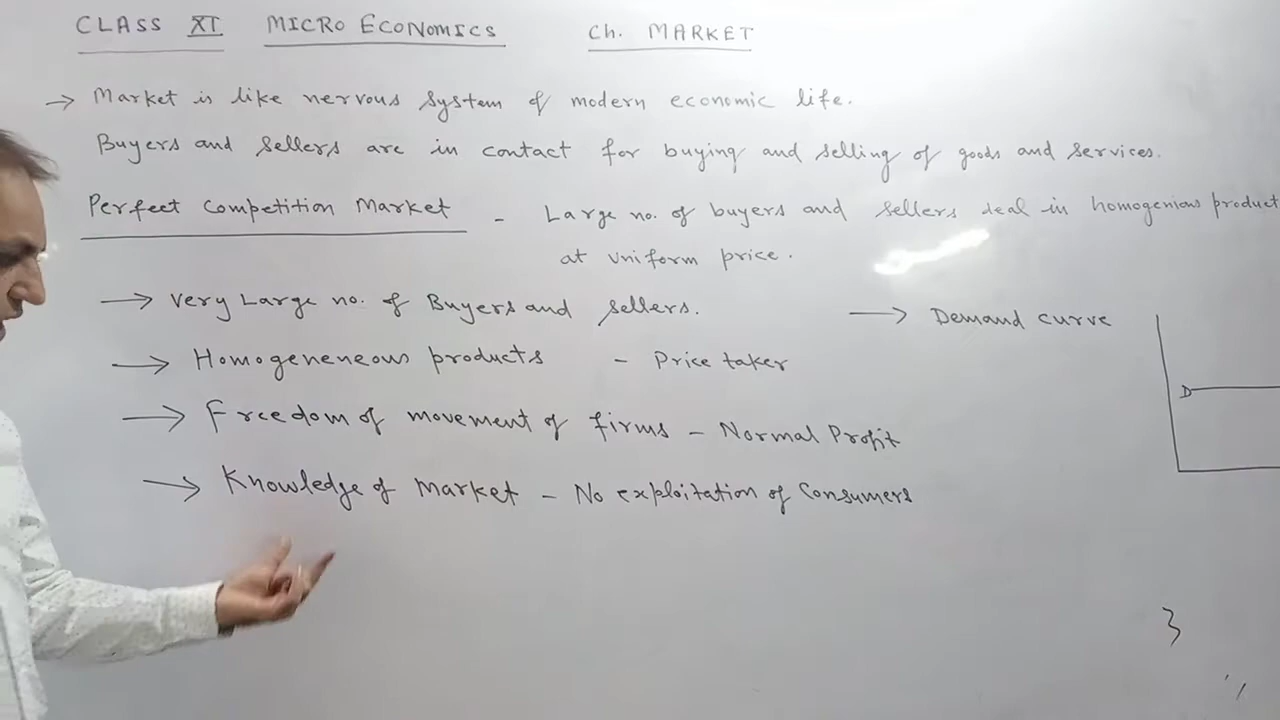 CLASS XI MICRO ECONOMICS Ch. MARKET
→ Market is like nervous system of modern economic life.
Buyers and Sellers are in contact for buying and selling of goods and services.
Perfect Competition Market - Large no. of buyers and sellers deal in homogenious product
at uniform price.
→ Very Large no. of Buyers and Sellers.
→ Demand curve
→ Homogeneneous products - Price taker
D
→ Freedom of movement of firms - Normal Profit
→ Knowledge of Market - No exploitation of Consumers